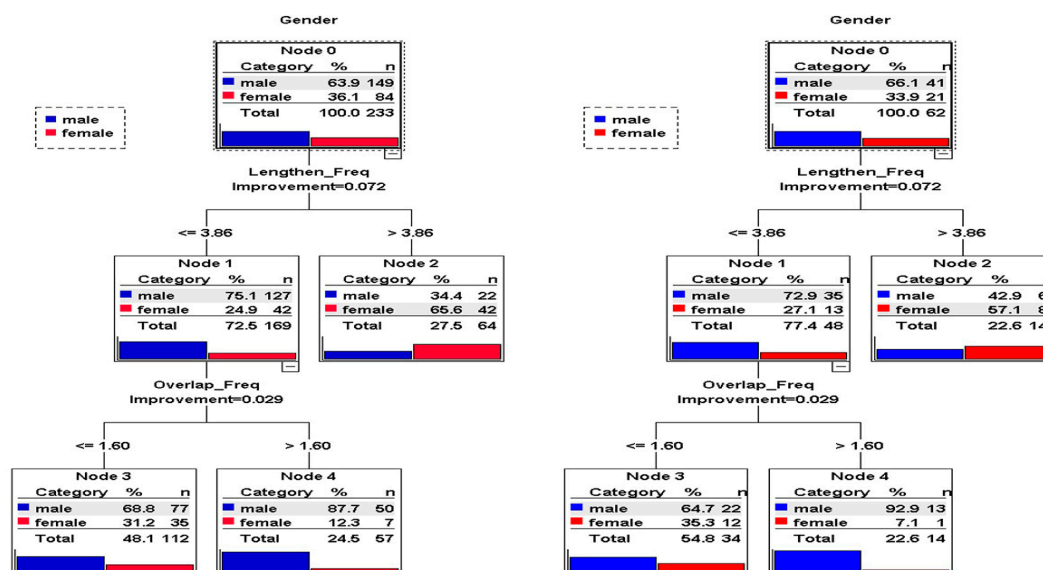 Gender
Node 0
Category % n
male 63.9 149
female 36.1 84
Total 100.0 233
male
female
Lengthen_Freq
Improvement=0.072
<= 3.86
> 3.86
Node 1
Category % n
male 75.1 127
female 24.9 42
Total 72.5 169
Node 2
Category % n
male 34.4 22
female 65.6 42
Total 27.5 64
Overlap_Freq
Improvement=0.029
<= 1.60
> 1.60
Node 3
Category % n
male 68.8 77
female 31.2 35
Total 48.1 112
Node 4
Category % n
male 87.7 50
female 12.3 7
Total 24.5 57
Gender
Node 0
Category % n
male 66.1 41
female 33.9 21
Total 100.0 62
male
female
Lengthen_Freq
Improvement=0.072
<= 3.86
> 3.86
Node 1
Category % n
male 72.9 35
female 27.1 13
Total 77.4 48
Node 2
Category % n
male 42.9 6
female 57.1 8
Total 22.6 14
Overlap_Freq
Improvement=0.029
<= 1.60
> 1.60
Node 3
Category % n
male 64.7 22
female 35.3 12
Total 54.8 34
Node 4
Category % n
male 92.9 13
female 7.1 1
Total 22.6 14